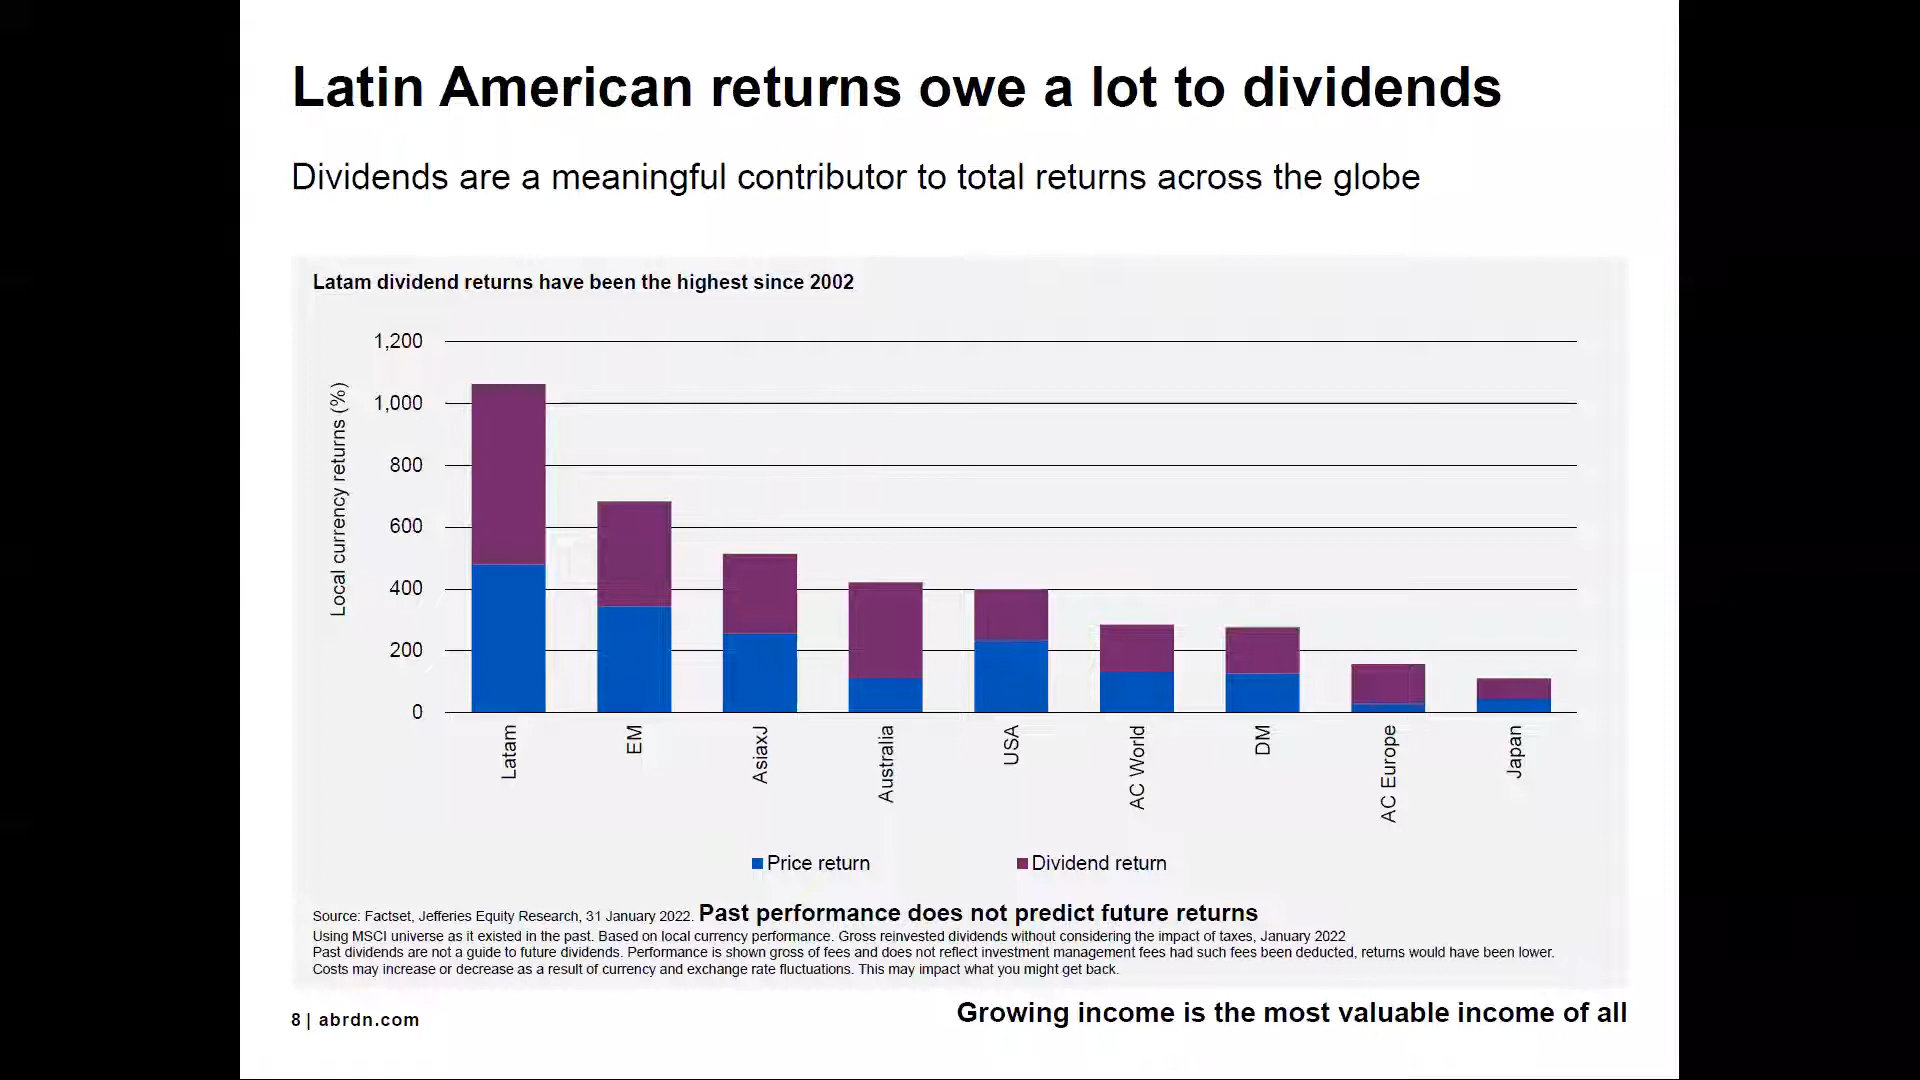 Latin American returns owe a lot to dividends
Dividends are a meaningful contributor to total returns across the globe
Latam dividend returns have been the highest since 2002
Local currency returns (%)
1,200
1,000
800
600
400
200
0
Latam
EM
AsiaxJ
Australia
USA
AC World
DM
AC Europe
Japan
Price return
Dividend return
Source: Factset, Jefferies Equity Research, 31 January 2022. Past performance does not predict future returns
Using MSCI universe as it existed in the past. Based on local currency performance. Gross reinvested dividends without considering the impact of taxes, January 2022
Past dividends are not a guide to future dividends. Performance is shown gross of fees and does not reflect investment management fees had such fees been deducted, returns would have been lower.
Costs may increase or decrease as a result of currency and exchange rate fluctuations. This may impact what you might get back.
8 | abrdn.com
Growing income is the most valuable income of all